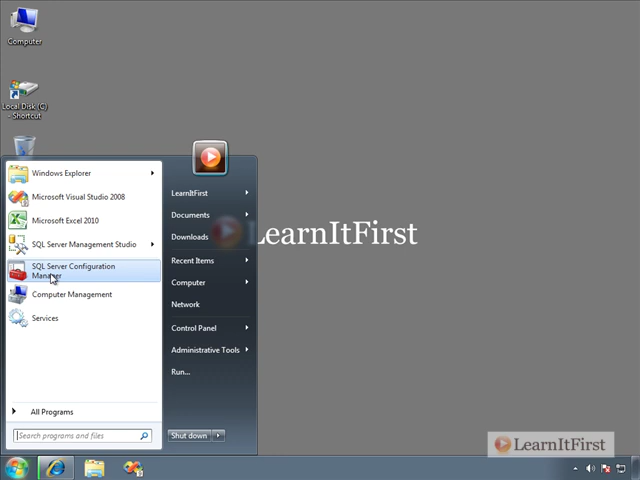 Computer
Local Disk (C)
- Shortcut
Windows Explorer
Microsoft Visual Studio 2008
Microsoft Excel 2010
SQL Server Management Studio
SQL Server Configuration
Manager
Computer Management
Services
All Programs
Search programs and files
LearnItFirst
Documents
Downloads
Recent Items
Computer
Network
Control Panel
Administrative Tools
Run...
Shut down
LearnItFirst
LearnItFirst